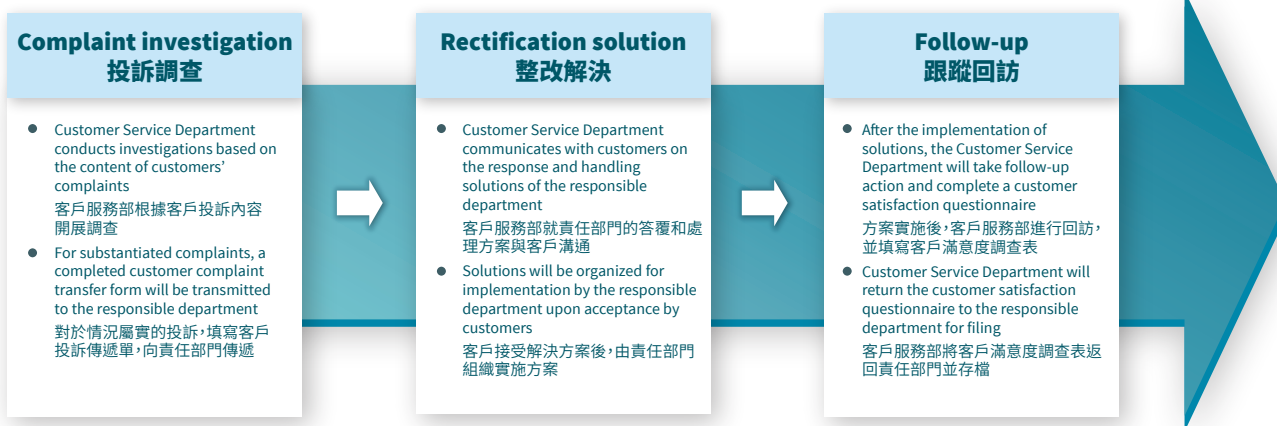 Complaint investigation
投訴調查
Customer Service Department
conducts investigations based on
the content of customers’
complaints
客戶服務部根據客戶投訴內容
開展調查
For substantiated complaints, a
completed customer complaint
transfer form will be transmitted
to the responsible department
對於情況屬實的投訴，填寫客戶
投訴傳遞單，向責任部門傳遞
Rectification solution
整改解決
Customer Service Department
communicates with customers on
the response and handling
solutions of the responsible
department
客戶服務部就責任部門的答覆和處
理方案與客戶溝通
Solutions will be organized for
implementation by the responsible
department upon acceptance by
customers
客戶接受解決方案後，由責任部門
組織實施方案
Follow-up
跟蹤回訪
After the implementation of
solutions, the Customer Service
Department will take follow-up
action and complete a customer
satisfaction questionnaire
方案實施後，客戶服務部進行回訪，
並填寫客戶滿意度調查表
Customer Service Department will
return the customer satisfaction
questionnaire to the responsible
department for filing
客戶服務部將客戶滿意度調查表返
回責任部門並存檔